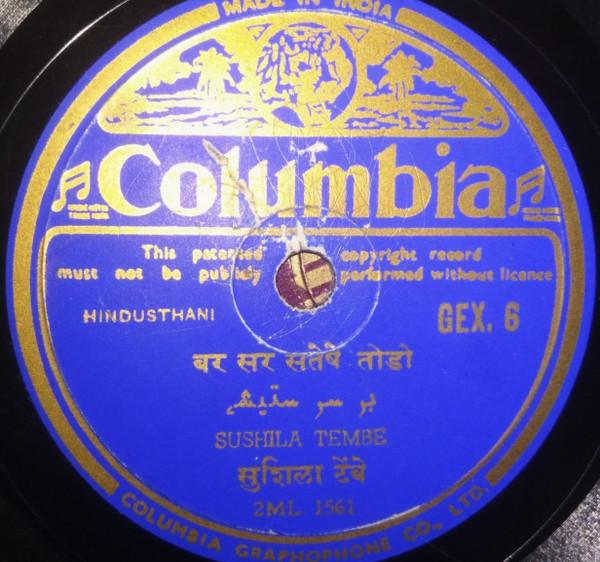 MADE IN INDIA
Columbia
This patented copyright record
must not be publicly performed without licence
HINDUSTHANI
GEX. 6
बर सर सतेषे तोडो
SUSHILA TEMBE
सुशिला टेंबे
2ML 1561
COLUMBIA GRAPHOPHONE CO., LTD.